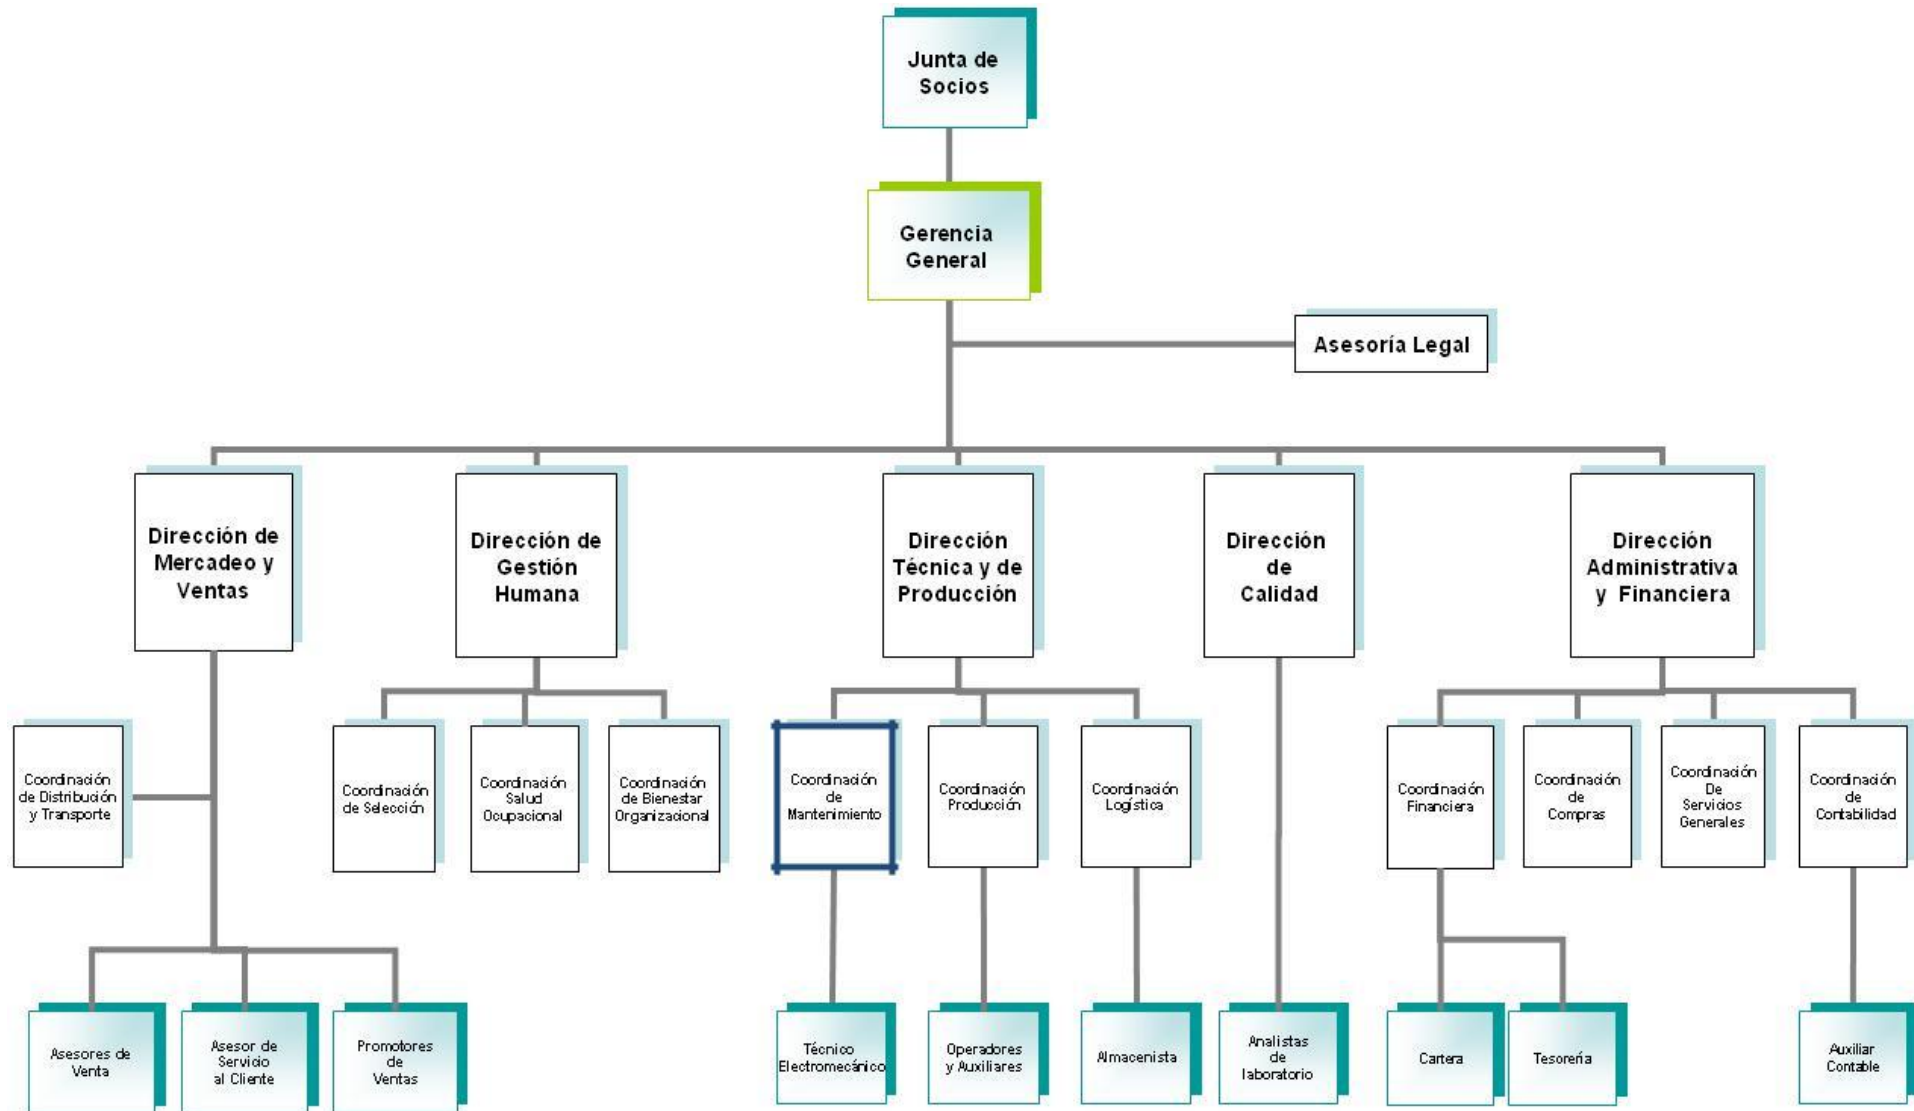 Junta de
Socios
Gerencia
General
Asesoría Legal
Dirección de
Mercadeo y
Ventas
Dirección de
Gestión
Humana
Dirección
Técnica y de
Producción
Dirección
de
Calidad
Dirección
Administrativa
y Financiera
Coordinación
de Distribución
y Transporte
Coordinación
de Selección
Coordinación
Salud
Ocupacional
Coordinación
de Bienestar
Organizacional
Coordinación
de
Mantenimiento
Coordinación
Producción
Coordinación
Logística
Coordinación
Financiera
Coordinación
de
Compras
Coordinación
De
Servicios
Generales
Coordinación
de
Contabilidad
Asesores de
Venta
Asesor de
Servicio
al Cliente
Promotores
de
Ventas
Técnico
Electromecánico
Operadores
y Auxiliares
Almacenista
Analistas
de
laboratorio
Cartera
Tesorería
Auxiliar
Contable